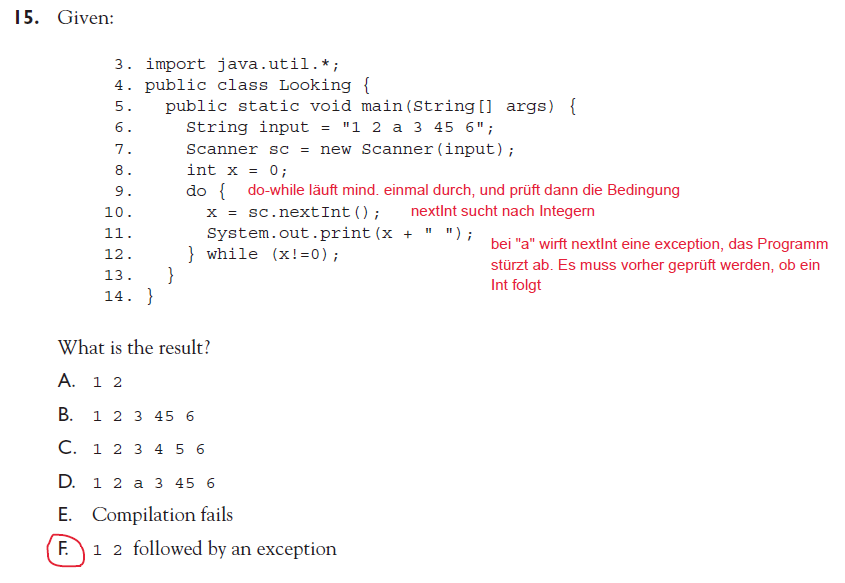 15. Given:
3. import java.util.*;
4. public class Looking {
5. public static void main(String[] args) {
6. String input = "1 2 a 3 45 6";
7. Scanner sc = new Scanner(input);
8. int x = 0;
9. do { do-while läuft mind. einmal durch, und prüft dann die Bedingung
10. x = sc.nextInt(); nextInt sucht nach Integern
11. System.out.print(x + " ");
bei "a" wirft nextInt eine exception, das Programm
12. } while (x!=0);
stürzt ab. Es muss vorher geprüft werden, ob ein
13. }
Int folgt
14. }
What is the result?
A. 1 2
B. 1 2 3 45 6
C. 1 2 3 4 5 6
D. 1 2 a 3 45 6
E. Compilation fails
F. 1 2 followed by an exception